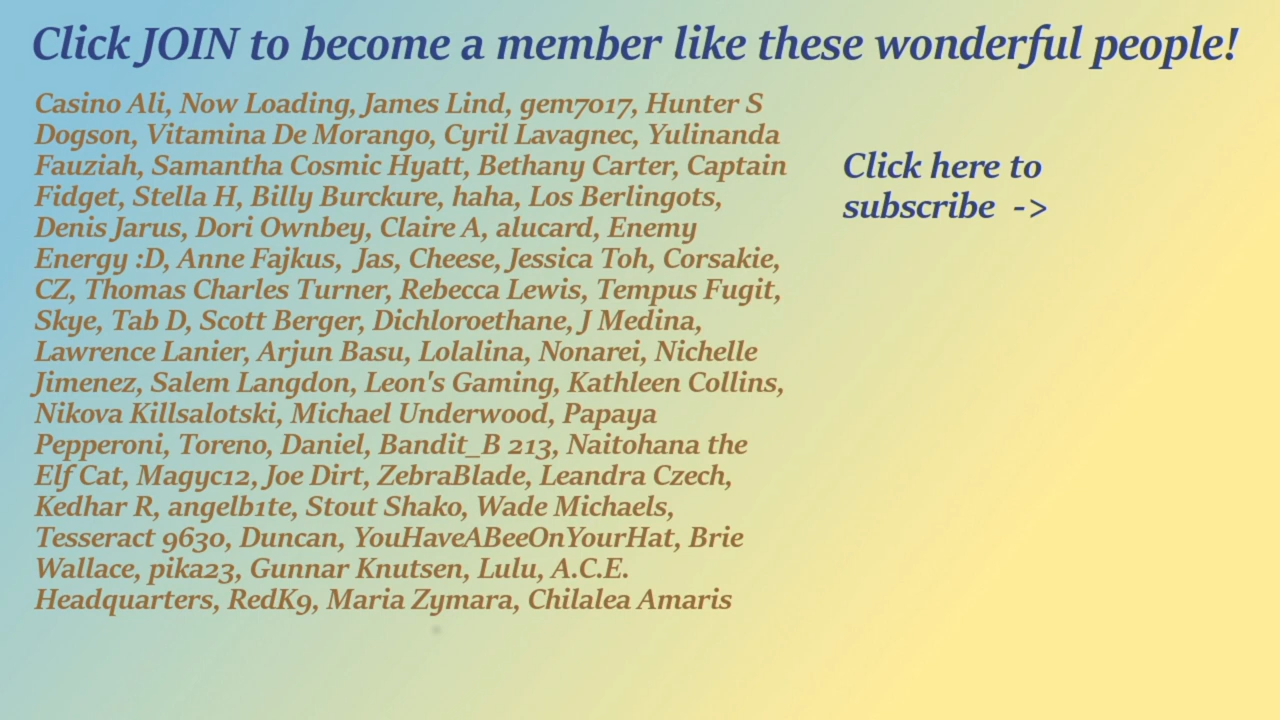 Click JOIN to become a member like these wonderful people!
Casino Ali, Now Loading, James Lind, gem7017, Hunter S
Dogson, Vitamina De Morango, Cyril Lavagnec, Yulinanda
Fauziah, Samantha Cosmic Hyatt, Bethany Carter, Captain
Fidget, Stella H, Billy Burckure, haha, Los Berlingots,
Denis Jarus, Dori Ownbey, Claire A, alucard, Enemy
Energy :D, Anne Fajkus,  Jas, Cheese, Jessica Toh, Corsakie,
CZ, Thomas Charles Turner, Rebecca Lewis, Tempus Fugit,
Skye, Tab D, Scott Berger, Dichloroethane, J Medina,
Lawrence Lanier, Arjun Basu, Lolalina, Nonarei, Nichelle
Jimenez, Salem Langdon, Leon's Gaming, Kathleen Collins,
Nikova Killsalotski, Michael Underwood, Papaya
Pepperoni, Toreno, Daniel, Bandit_B 213, Naitohana the
Elf Cat, Magyc12, Joe Dirt, ZebraBlade, Leandra Czech,
Kedhar R, angelb1te, Stout Shako, Wade Michaels,
Tesseract 9630, Duncan, YouHaveABeeOnYourHat, Brie
Wallace, pika23, Gunnar Knutsen, Lulu, A.C.E.
Headquarters, RedK9, Maria Zymara, Chilalea Amaris
Click here to
subscribe  ->